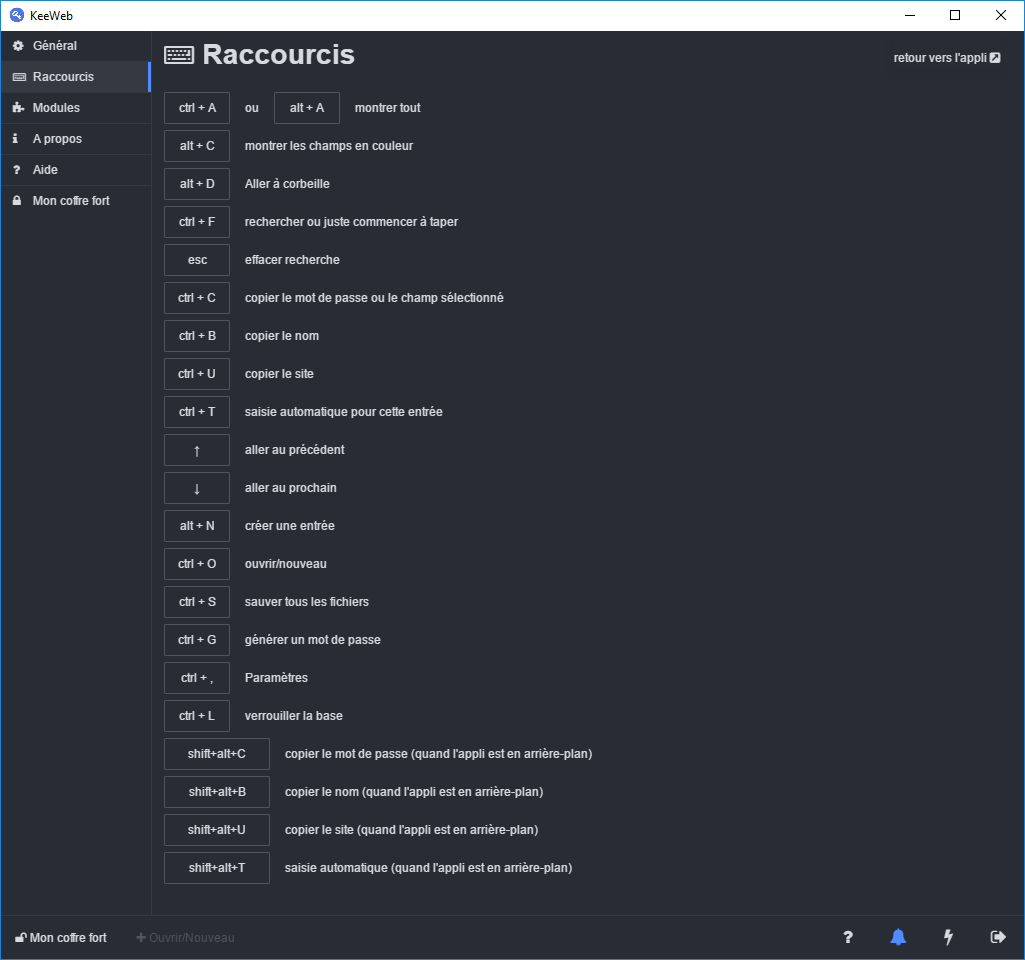 KeeWeb
Général
Raccourcis
Modules
A propos
Aide
Mon coffre fort
Raccourcis
retour vers l'appli
ctrl + A ou alt + A montrer tout
alt + C montrer les champs en couleur
alt + D Aller à corbeille
ctrl + F rechercher ou juste commencer à taper
esc effacer recherche
ctrl + C copier le mot de passe ou le champ sélectionné
ctrl + B copier le nom
ctrl + U copier le site
ctrl + T saisie automatique pour cette entrée
↑ aller au précédent
↓ aller au prochain
alt + N créer une entrée
ctrl + O ouvrir/nouveau
ctrl + S sauver tous les fichiers
ctrl + G générer un mot de passe
ctrl + , Paramètres
ctrl + L verrouiller la base
shift+alt+C copier le mot de passe (quand l'appli est en arrière-plan)
shift+alt+B copier le nom (quand l'appli est en arrière-plan)
shift+alt+U copier le site (quand l'appli est en arrière-plan)
shift+alt+T saisie automatique (quand l'appli est en arrière-plan)
Mon coffre fort + Ouvrir/Nouveau ?